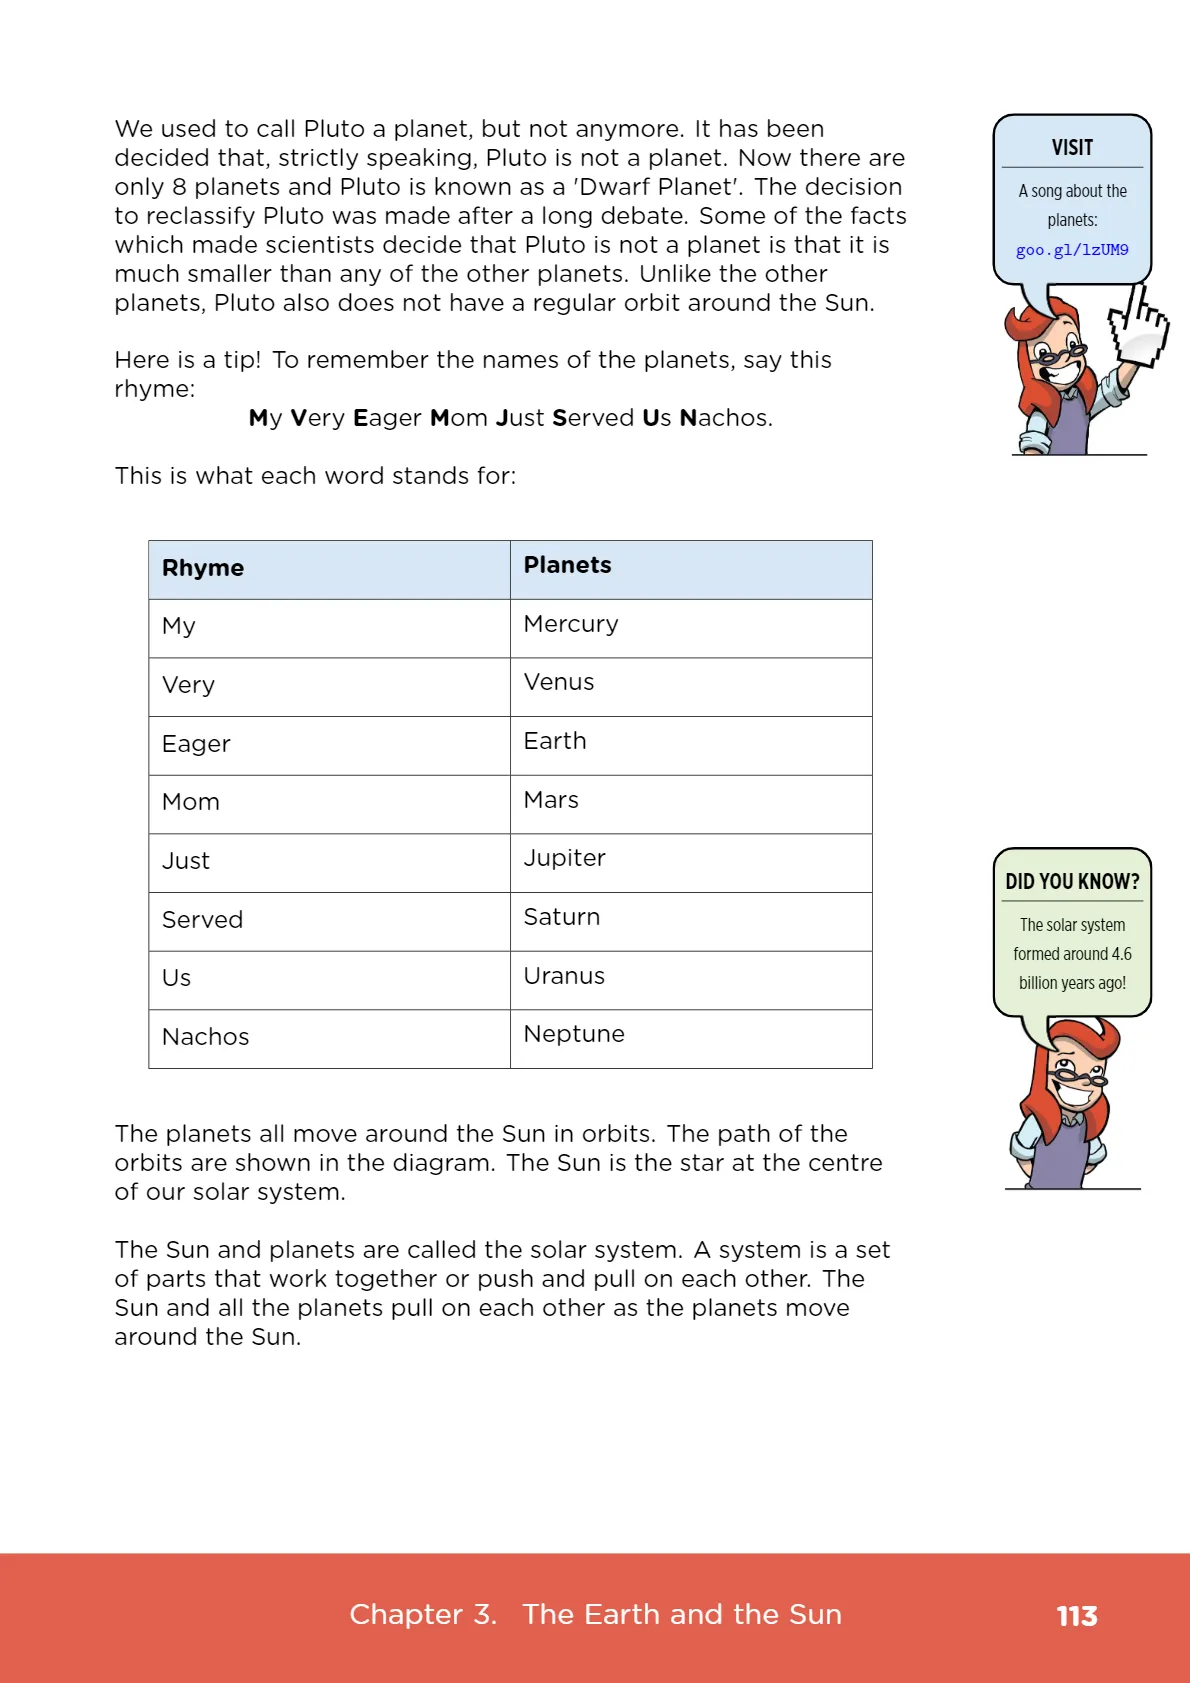 We used to call Pluto a planet, but not anymore. It has been
decided that, strictly speaking, Pluto is not a planet. Now there are
only 8 planets and Pluto is known as a 'Dwarf Planet'. The decision
to reclassify Pluto was made after a long debate. Some of the facts
which made scientists decide that Pluto is not a planet is that it is
much smaller than any of the other planets. Unlike the other
planets, Pluto also does not have a regular orbit around the Sun.
Here is a tip! To remember the names of the planets, say this
rhyme:
My Very Eager Mom Just Served Us Nachos.
This is what each word stands for:
Rhyme Planets
My Mercury
Very Venus
Eager Earth
Mom Mars
Just Jupiter
Served Saturn
Us Uranus
Nachos Neptune
The planets all move around the Sun in orbits. The path of the
orbits are shown in the diagram. The Sun is the star at the centre
of our solar system.
The Sun and planets are called the solar system. A system is a set
of parts that work together or push and pull on each other. The
Sun and all the planets pull on each other as the planets move
around the Sun.
VISIT
A song about the
planets:
goo.gl/lzUM9
DID YOU KNOW?
The solar system
formed around 4.6
billion years ago!
Chapter 3. The Earth and the Sun 113